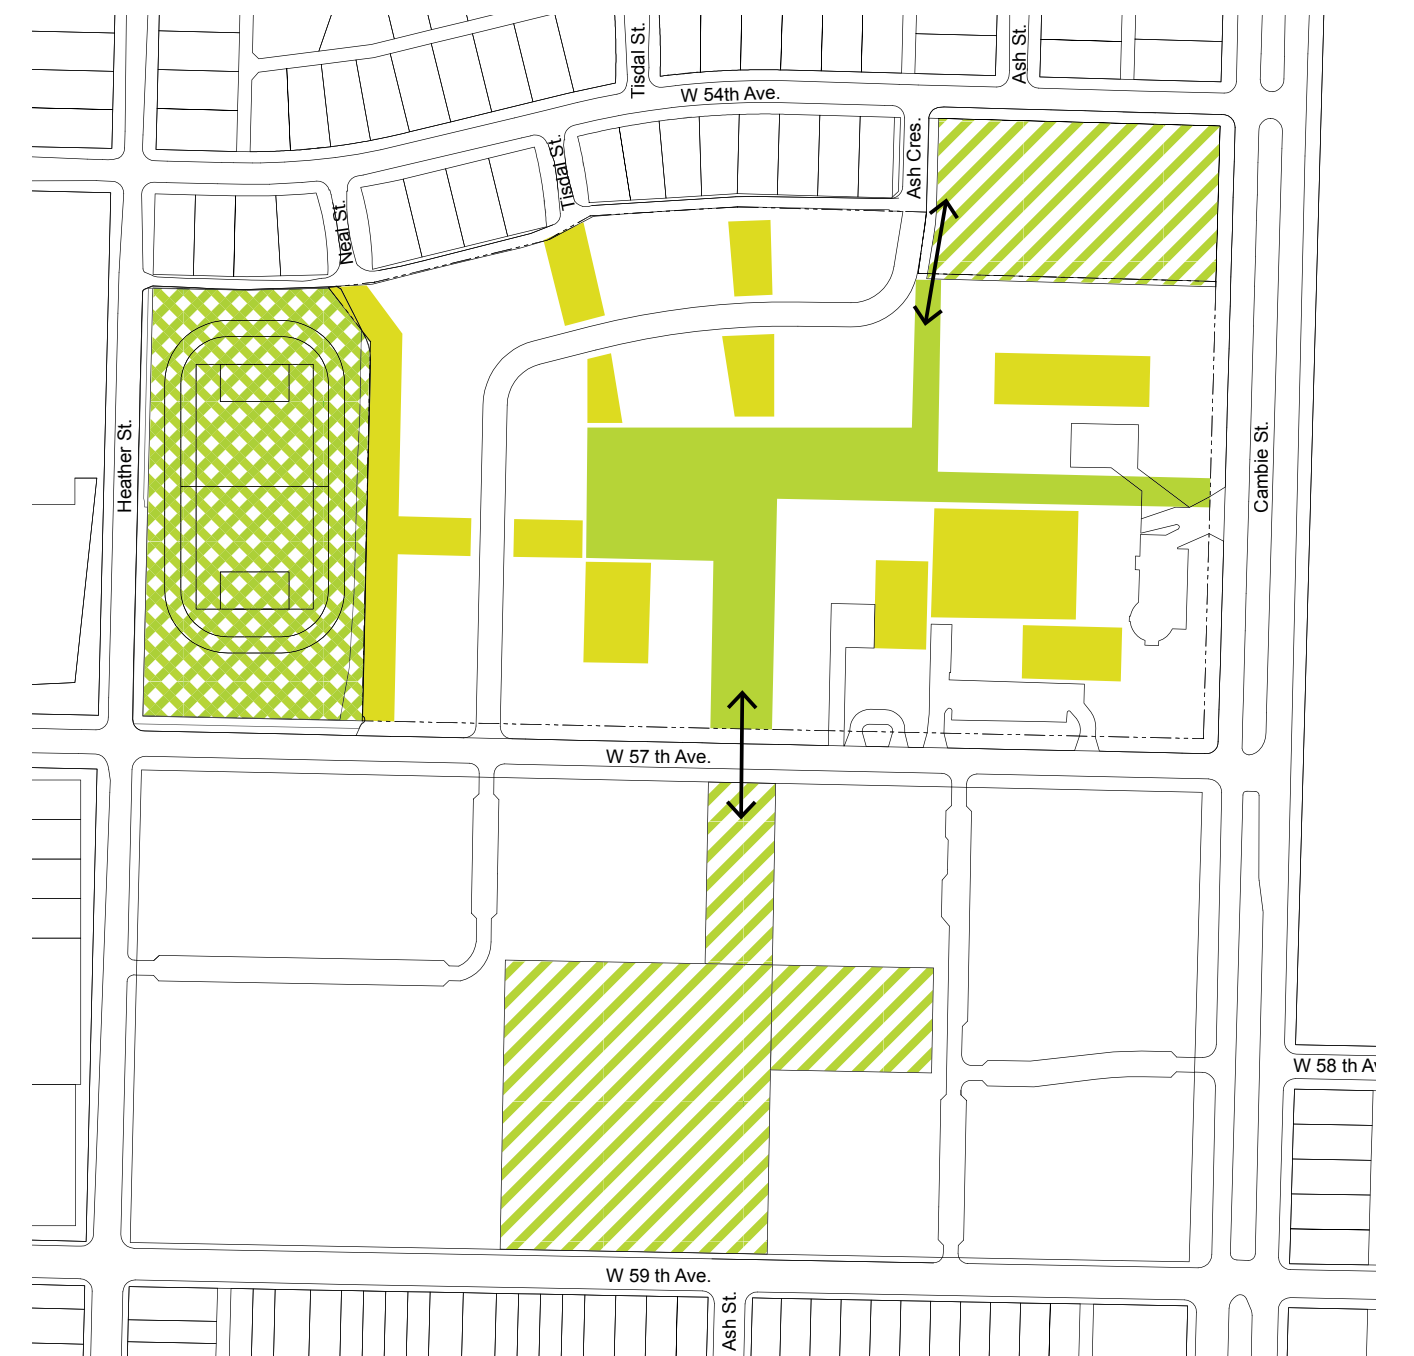 Tisdal St.
Ash St.
W 54th Ave.
Ash Cres.
Tisdal St.
Neal St.
Heather St.
Cambie St.
W 57 th Ave.
W 58 th Av
W 59 th Ave.
Ash St.